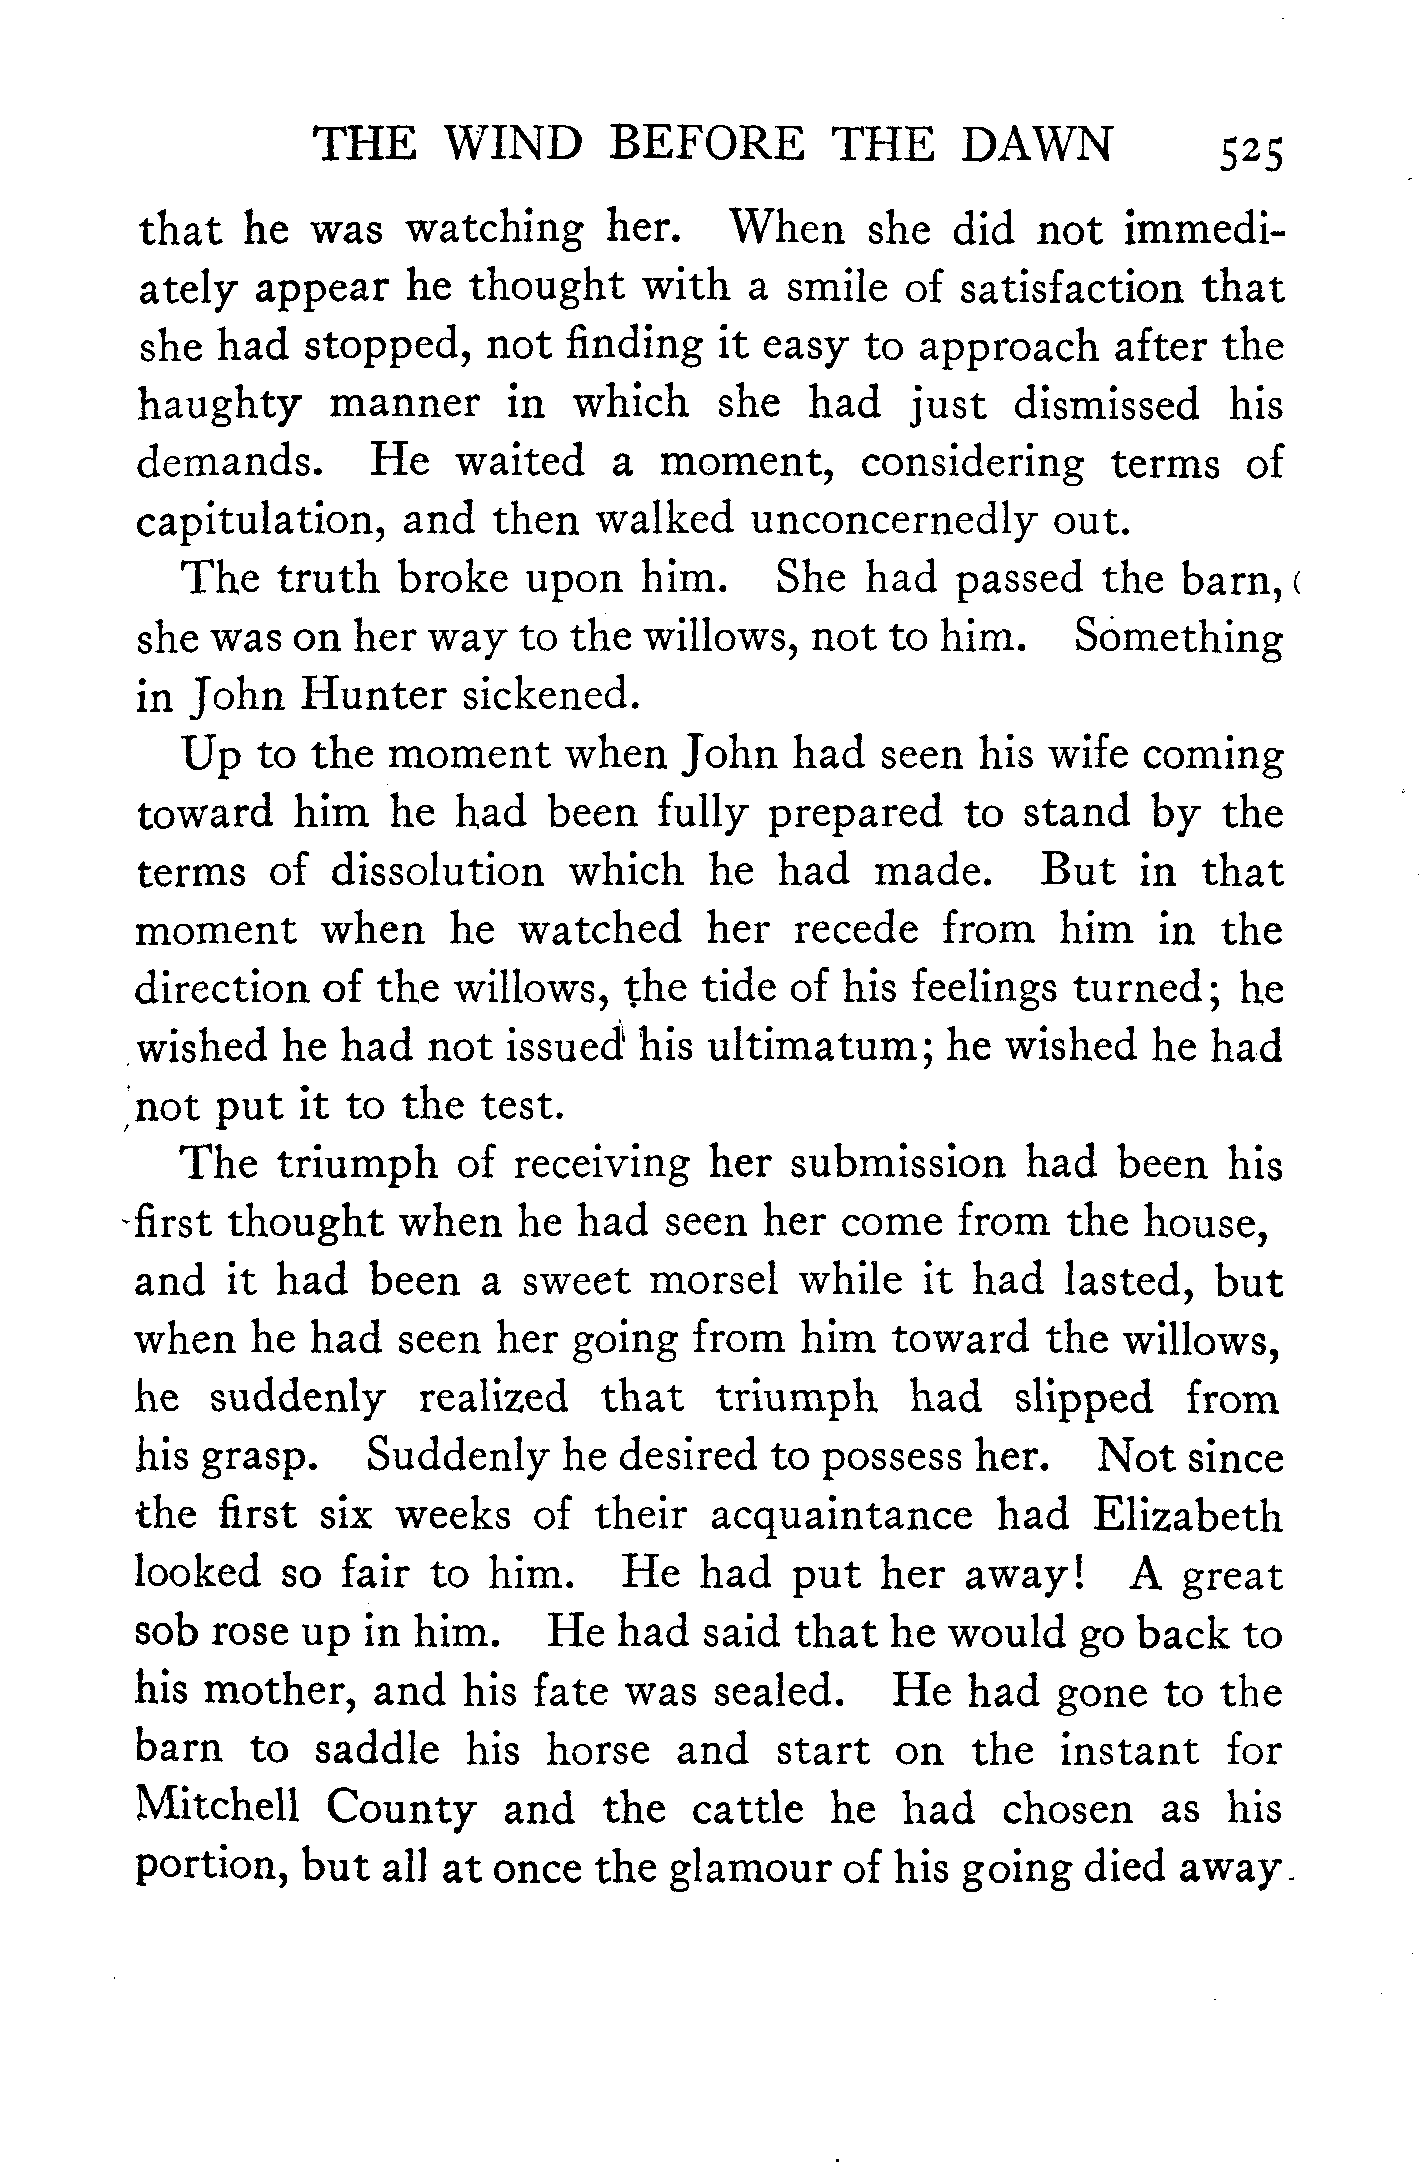 THE WIND BEFORE THE DAWN 525
that he was watching her. When she did not immedi-
ately appear he thought with a smile of satisfaction that
she had stopped, not finding it easy to approach after the
haughty manner in which she had just dismissed his
demands. He waited a moment, considering terms of
capitulation, and then walked unconcernedly out.
The truth broke upon him. She had passed the barn,
she was on her way to the willows, not to him. Something
in John Hunter sickened.
Up to the moment when John had seen his wife coming
toward him he had been fully prepared to stand by the
terms of dissolution which he had made. But in that
moment when he watched her recede from him in the
direction of the willows, the tide of his feelings turned; he
wished he had not issued his ultimatum; he wished he had
not put it to the test.
The triumph of receiving her submission had been his
first thought when he had seen her come from the house,
and it had been a sweet morsel while it had lasted, but
when he had seen her going from him toward the willows,
he suddenly realized that triumph had slipped from
his grasp. Suddenly he desired to possess her. Not since
the first six weeks of their acquaintance had Elizabeth
looked so fair to him. He had put her away! A great
sob rose up in him. He had said that he would go back to
his mother, and his fate was sealed. He had gone to the
barn to saddle his horse and start on the instant for
Mitchell County and the cattle he had chosen as his
portion, but all at once the glamour of his going died away.